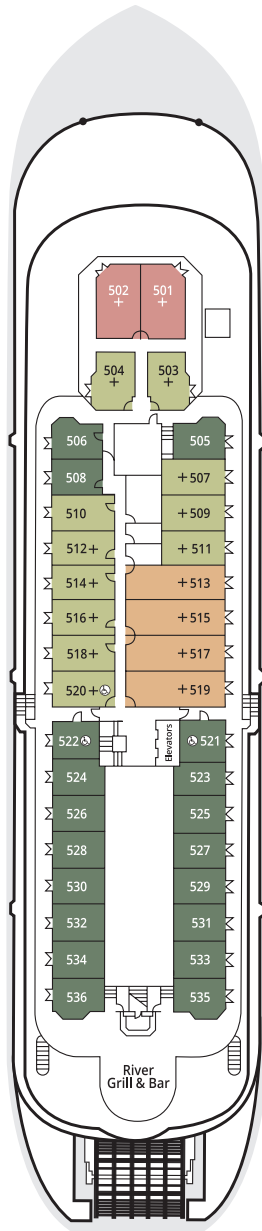 502 + 501 +
504 + 503 +
506 505
508 + 507
510 + 509
512 + + 511
514 + + 513
516 + + 515
518 + + 517
520 + + 519
522 521
Elevators
524 523
526 525
528 527
530 529
532 531
534 533
536 535
River
Grill & Bar